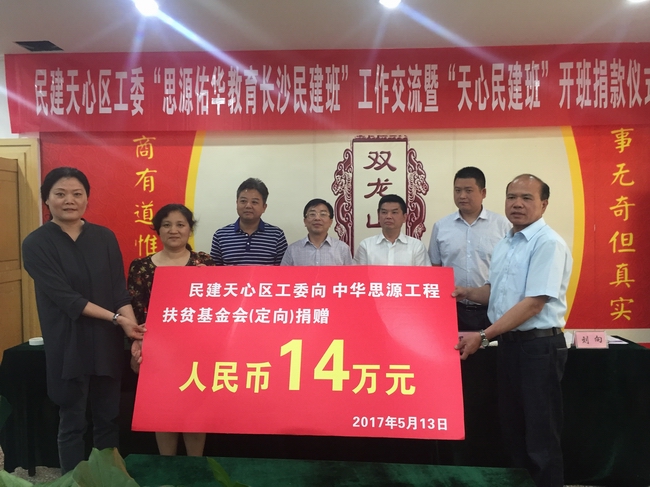 民建天心区工委“思源佑华教育长沙民建班”工作交流暨“天心民建班”开班捐款仪式
商有道惟
双龙山
事无奇但真实
民建天心区工委向 中华思源工程
扶贫基金会(定向)捐赠
人民币14万元
2017年5月13日
刘向